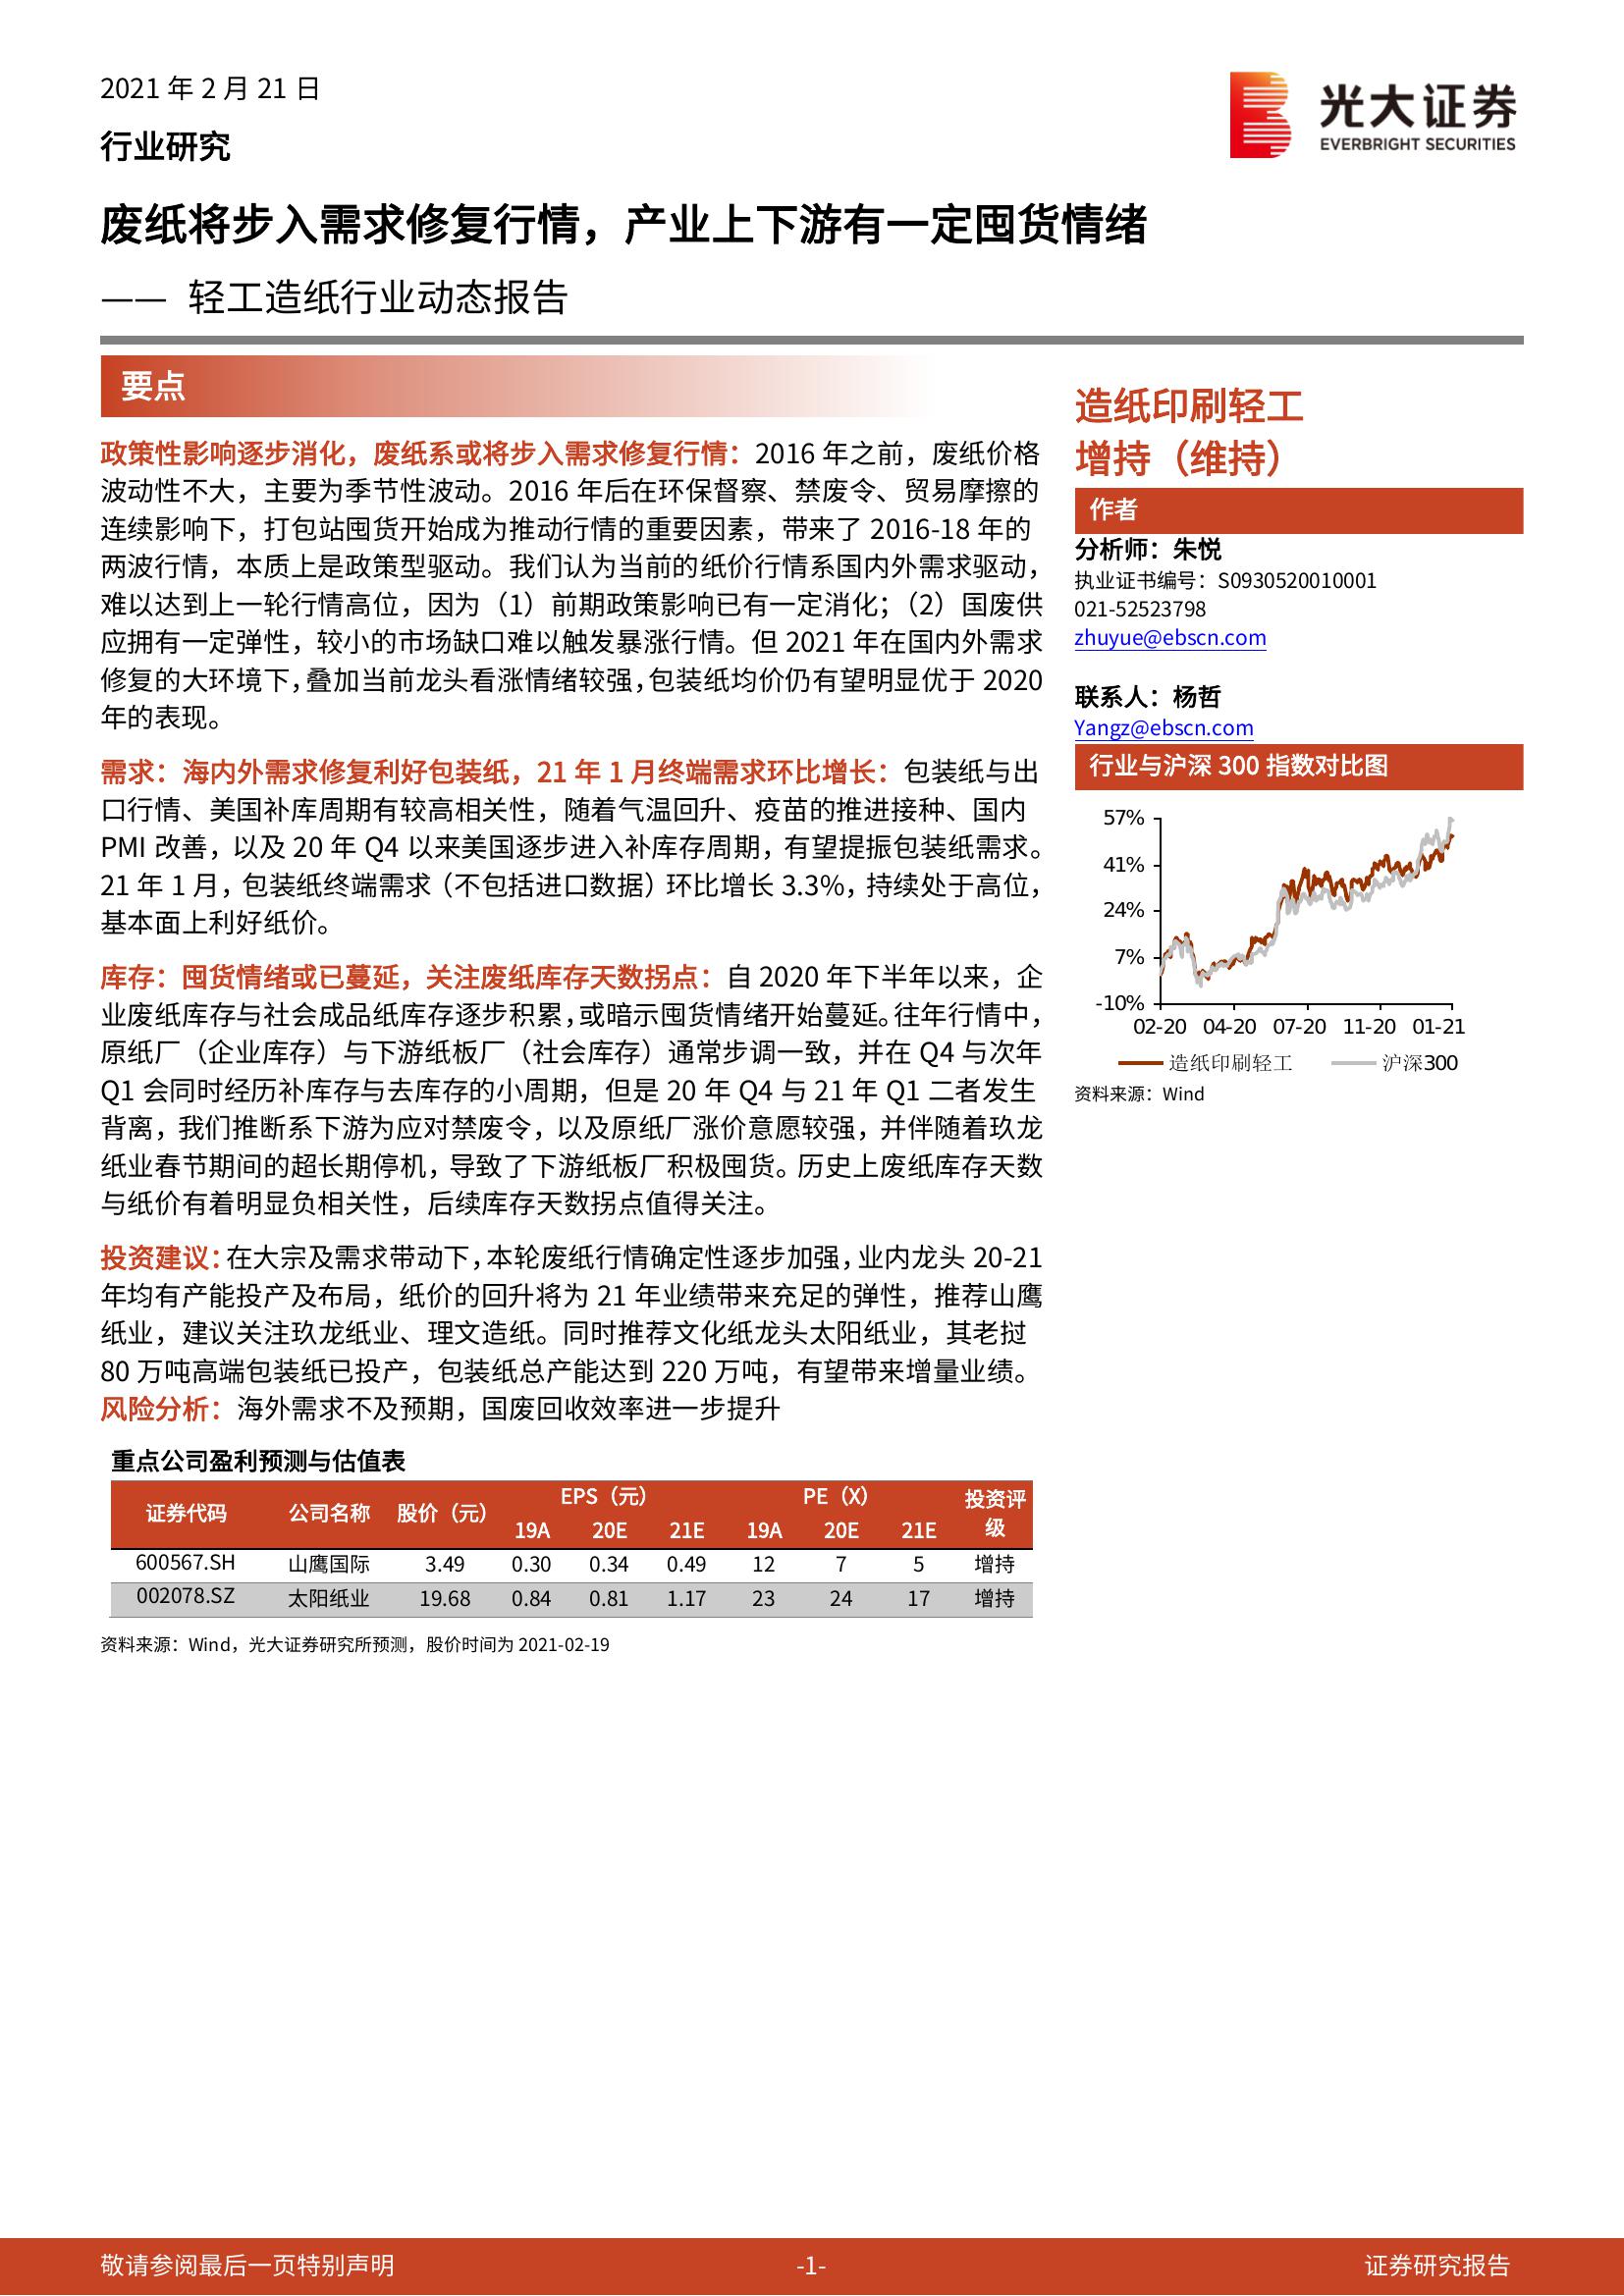 2021 年 2 月 21 日
行业研究
光大证券
EVERBRIGHT SECURITIES
废纸将步入需求修复行情，产业上下游有一定囤货情绪
—— 轻工造纸行业动态报告
要点
政策性影响逐步消化，废纸系或将步入需求修复行情：2016 年之前，废纸价格
波动性不大，主要为季节性波动。2016 年后在环保督察、禁废令、贸易摩擦的
连续影响下，打包站囤货开始成为推动行情的重要因素，带来了 2016-18 年的
两波行情，本质上是政策型驱动。我们认为当前的纸价行情系国内外需求驱动，
难以达到上一轮行情高位，因为（1）前期政策影响已有一定消化；（2）国废供
应拥有一定弹性，较小的市场缺口难以触发暴涨行情。但 2021 年在国内外需求
修复的大环境下，叠加当前龙头看涨情绪较强，包装纸均价仍有望明显优于 2020
年的表现。
需求：海内外需求修复利好包装纸，21 年 1 月终端需求环比增长：包装纸与出
口行情、美国补库周期有较高相关性，随着气温回升、疫苗的推进接种、国内
PMI 改善，以及 20 年 Q4 以来美国逐步进入补库存周期，有望提振包装纸需求。
21 年 1 月，包装纸终端需求（不包括进口数据）环比增长 3.3%，持续处于高位，
基本面上利好纸价。
库存：囤货情绪或已蔓延，关注废纸库存天数拐点：自 2020 年下半年以来，企
业废纸库存与社会成品纸库存逐步积累，或暗示囤货情绪开始蔓延。往年行情中，
原纸厂（企业库存）与下游纸板厂（社会库存）通常步调一致，并在 Q4 与次年
Q1 会同时经历补库存与去库存的小周期，但是 20 年 Q4 与 21 年 Q1 二者发生
背离，我们推断系下游为应对禁废令，以及原纸厂涨价意愿较强，并伴随着玖龙
纸业春节期间的超长期停机，导致了下游纸板厂积极囤货。历史上废纸库存天数
与纸价有着明显负相关性，后续库存天数拐点值得关注。
投资建议：在大宗及需求带动下，本轮废纸行情确定性逐步加强，业内龙头 20-21
年均有产能投产及布局，纸价的回升将为 21 年业绩带来充足的弹性，推荐山鹰
纸业，建议关注玖龙纸业、理文造纸。同时推荐文化纸龙头太阳纸业，其老挝
80 万吨高端包装纸已投产，包装纸总产能达到 220 万吨，有望带来增量业绩。
风险分析：海外需求不及预期，国废回收效率进一步提升
重点公司盈利预测与估值表
证券代码 公司名称 股价（元） EPS（元） PE（X） 投资评级
19A 20E 21E 19A 20E 21E
600567.SH 山鹰国际 3.49 0.30 0.34 0.49 12 7 5 增持
002078.SZ 太阳纸业 19.68 0.84 0.81 1.17 23 24 17 增持
资料来源：Wind，光大证券研究所预测，股价时间为 2021-02-19
造纸印刷轻工
增持（维持）
作者
分析师：朱悦
执业证书编号：S0930520010001
021-52523798
zhuyue@ebscn.com
联系人：杨哲
Yangz@ebscn.com
行业与沪深 300 指数对比图
57%
41%
24%
7%
-10%
02-20 04-20 07-20 11-20 01-21
造纸印刷轻工 沪深300
资料来源：Wind
敬请参阅最后一页特别声明 -1- 证券研究报告